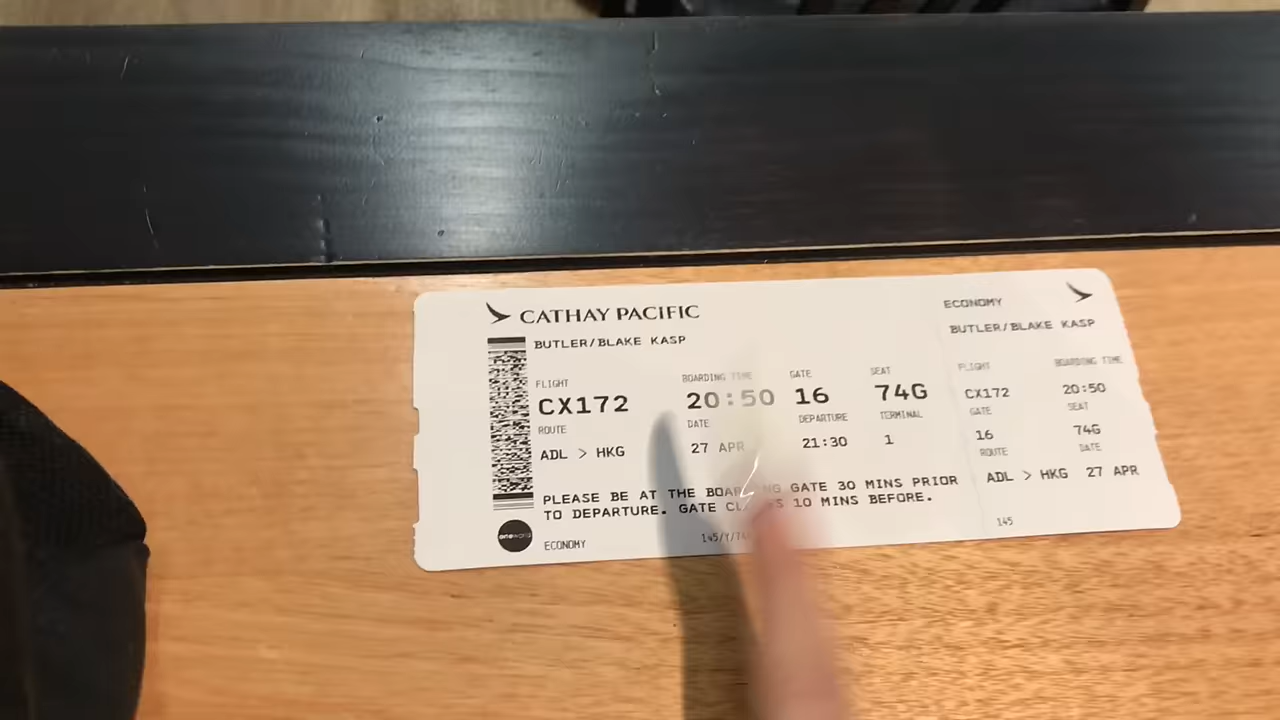 CATHAY PACIFIC
BUTLER/BLAKE KASP
FLIGHT BOARDING TIME GATE SEAT
CX172 20:50 16 74G
ROUTE DATE DEPARTURE TERMINAL
ADL > HKG 27 APR 21:30 1
PLEASE BE AT THE BOARDING GATE 30 MINS PRIOR
TO DEPARTURE. GATE CLOSES 10 MINS BEFORE.
oneworld
ECONOMY
ECONOMY
BUTLER/BLAKE KASP
FLIGHT BOARDING TIME
CX172 20:50
GATE SEAT
16 74G
ROUTE DATE
ADL > HKG 27 APR
145